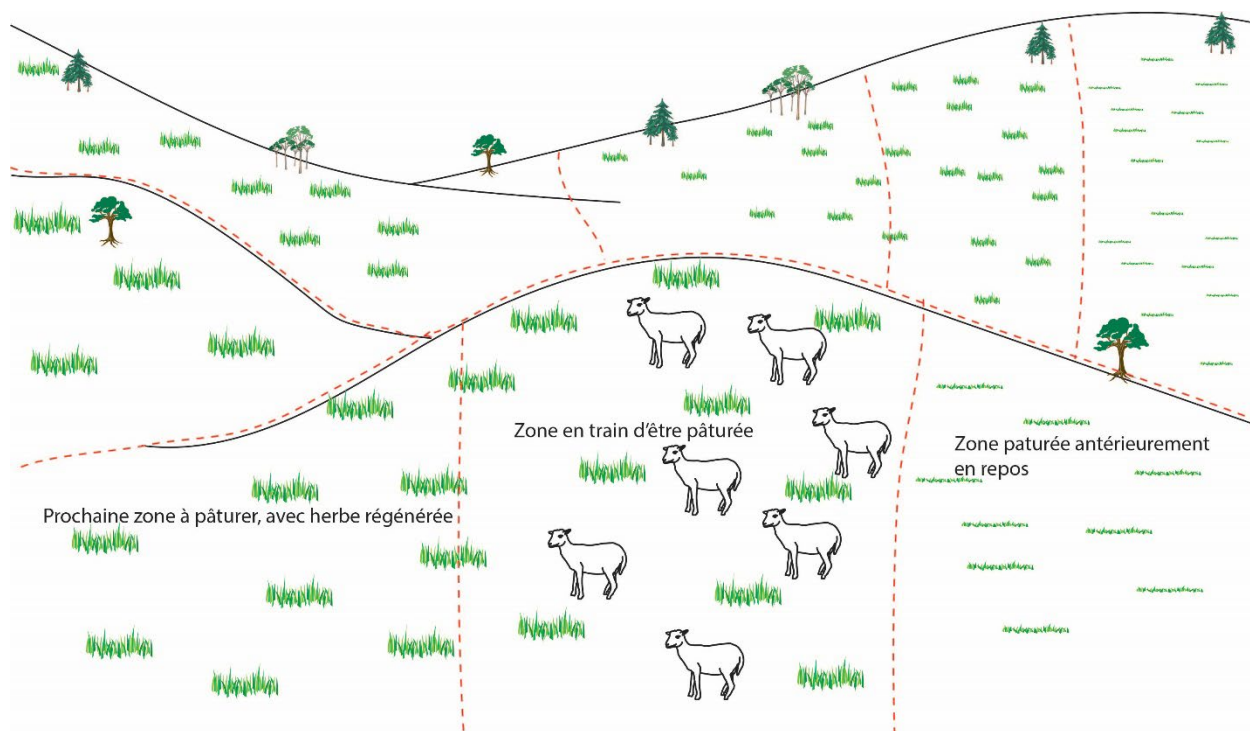 Zone en train d'être pâturée
Zone paturée antérieurement
en repos
Prochaine zone à pâturer, avec herbe régénérée